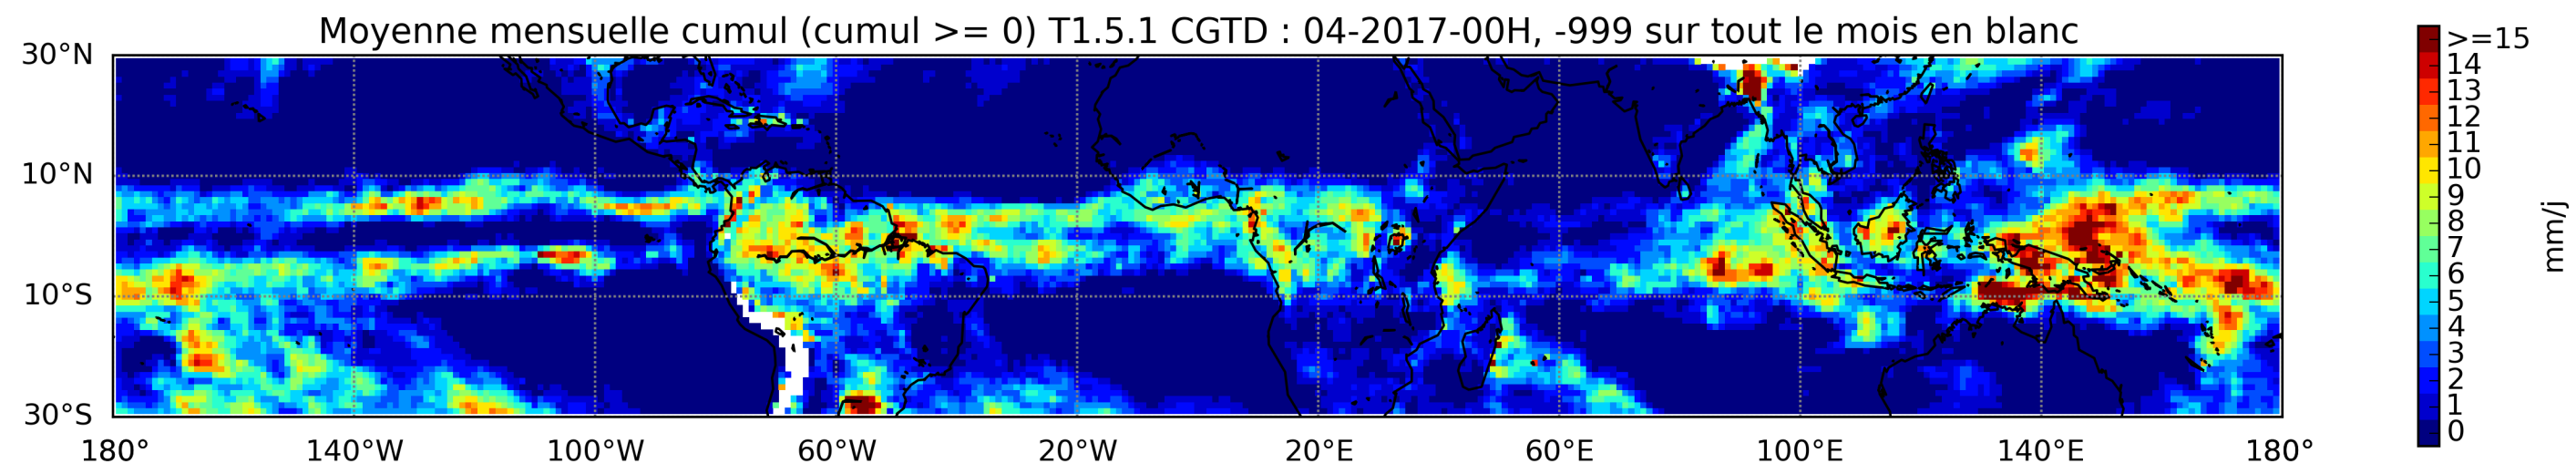 Moyenne mensuelle cumul (cumul >= 0) T1.5.1 CGTD : 04-2017-00H, -999 sur tout le mois en blanc
30°N
10°N
10°S
30°S
180°
140°W
100°W
60°W
20°W
20°E
60°E
100°E
140°E
180°
>=15
14
13
12
11
10
9
8
7
6
5
4
3
2
1
0
mm/j